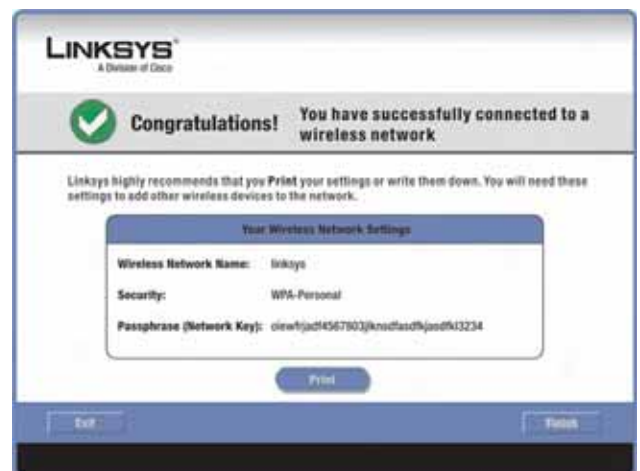 LINKSYS®
A Division of Cisco
Congratulations!
You have successfully connected to a
wireless network
Linksys highly recommends that you Print your settings or write them down. You will need these
settings to add other wireless devices to the network.
Your Wireless Network Settings
Wireless Network Name: linksys
Security: WPA-Personal
Passphrase (Network Key):
Print
Exit
Finish